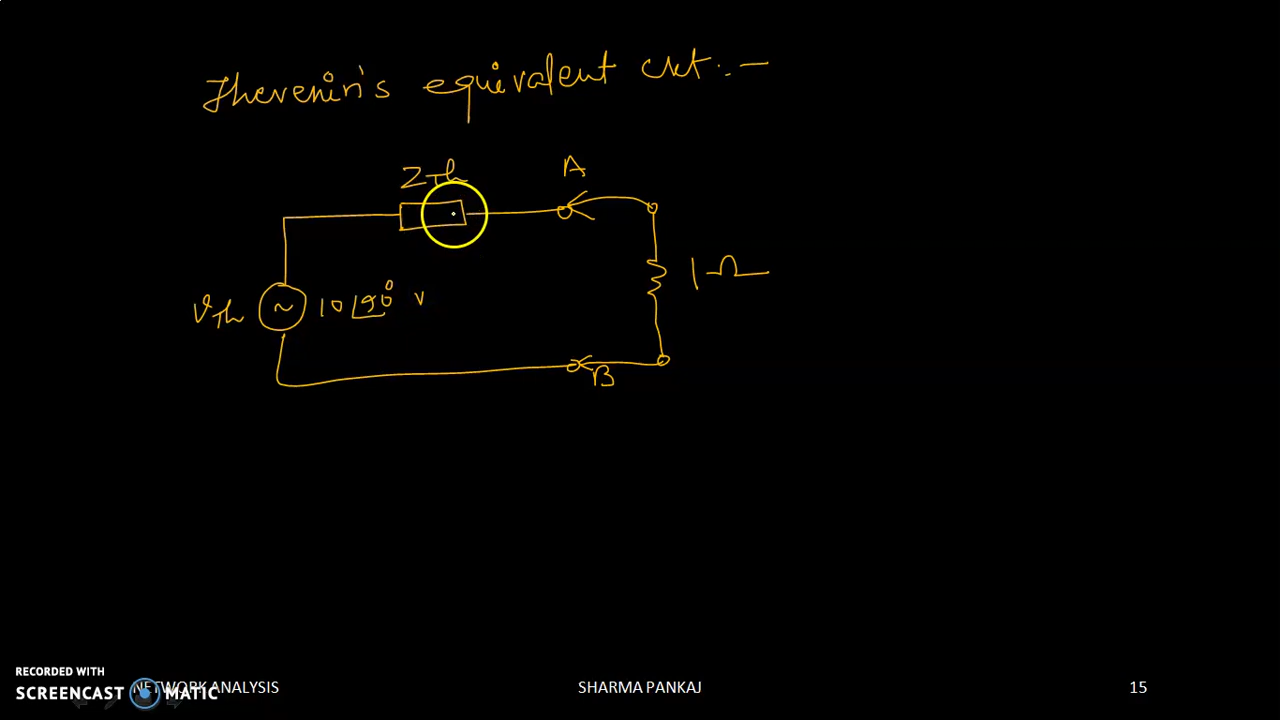 Thevenin's equivalent ckt :-
ZTh
A
1Ω
VTh ~ 10∠90° v
B
RECORDED WITH
SCREENCAST MATIC
NETWORK ANALYSIS
SHARMA PANKAJ
15